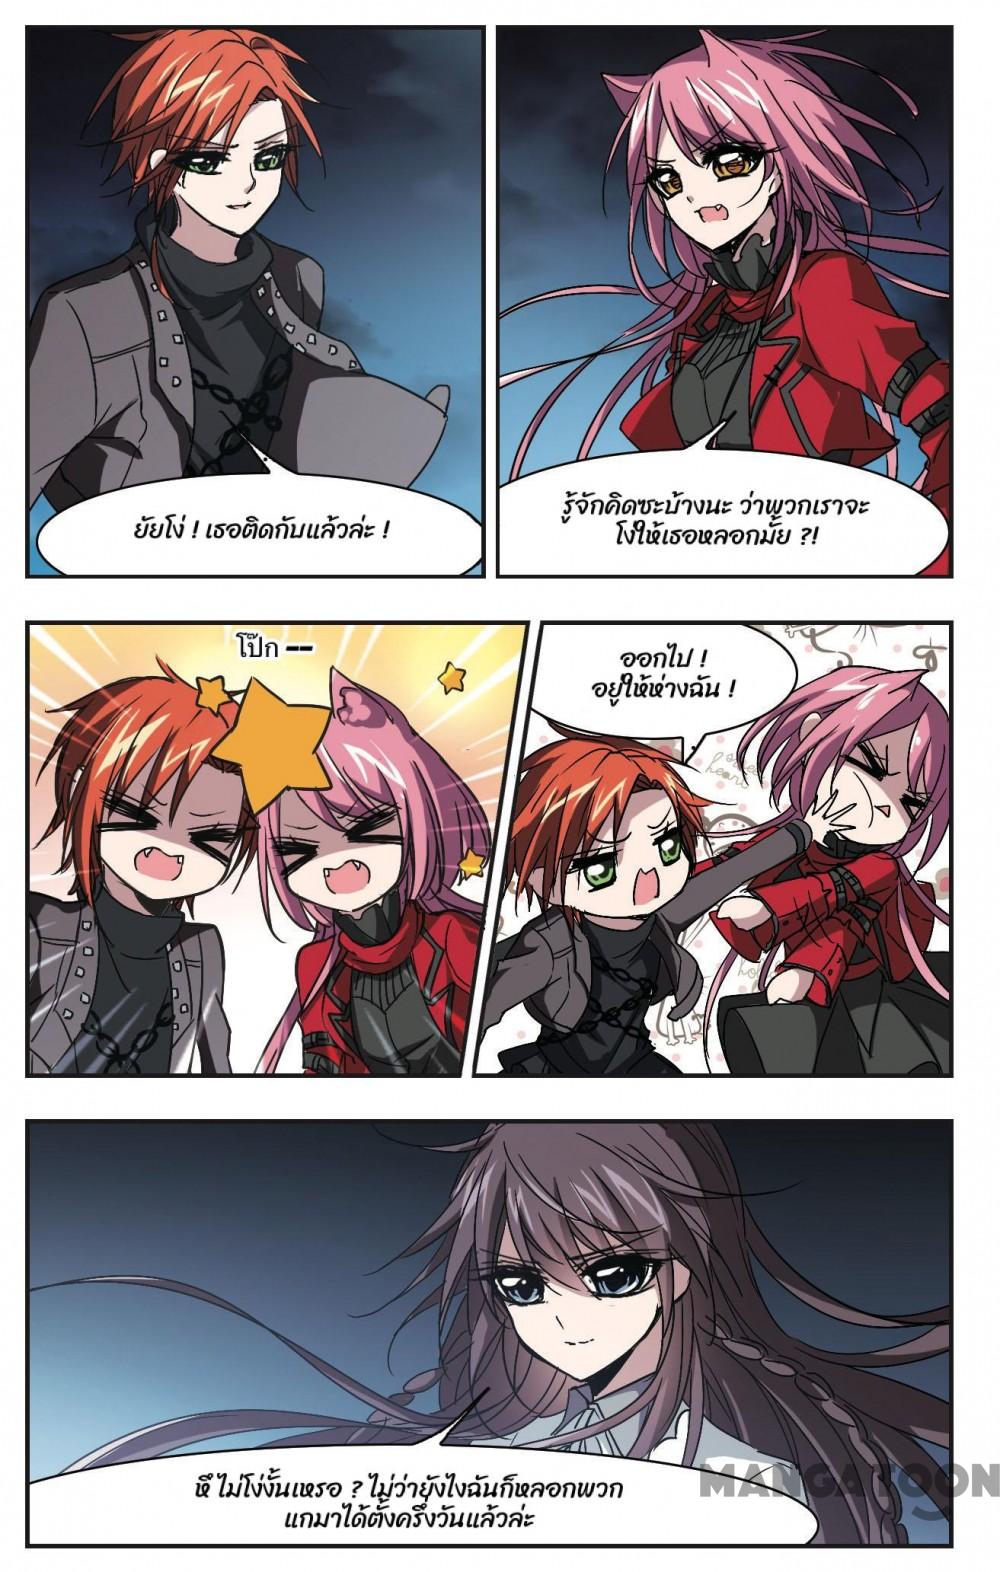 ยัยโง่ ! เธอติดกับแล้วล่ะ !
รู้จักคิดซะบ้างนะ ว่าพวกเราจะ
โง่ให้เธอหลอกมั้ย ?!
โป๊ก --
ออกไป !
อยู่ให้ห่างฉัน !
หึ ไม่โง่งั้นเหรอ ? ไม่ว่ายังไงฉันก็หลอกพวก
แกมาได้ตั้งครึ่งวันแล้วล่ะ
MANGATOON